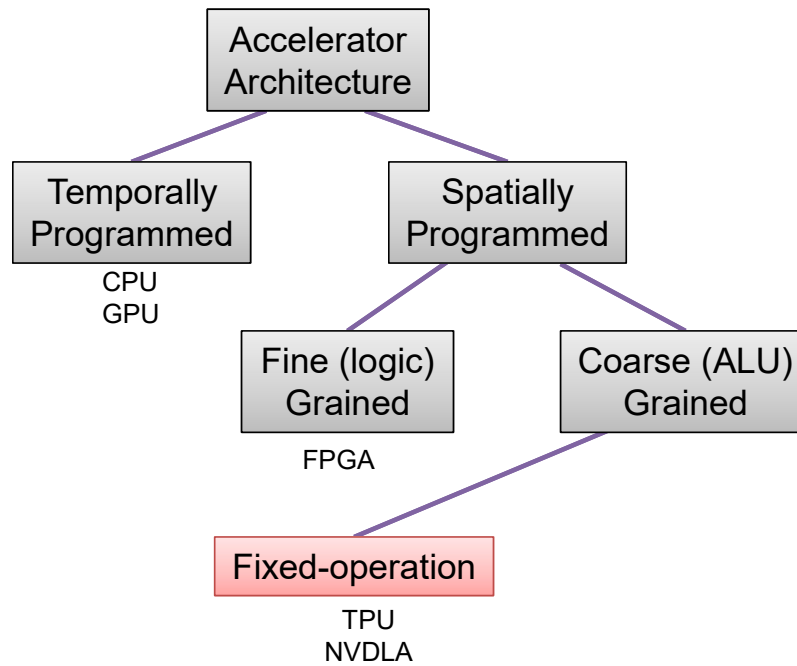 Accelerator
Architecture
Temporally
Programmed
Spatially
Programmed
CPU
GPU
Fine (logic)
Grained
Coarse (ALU)
Grained
FPGA
Fixed-operation
TPU
NVDLA